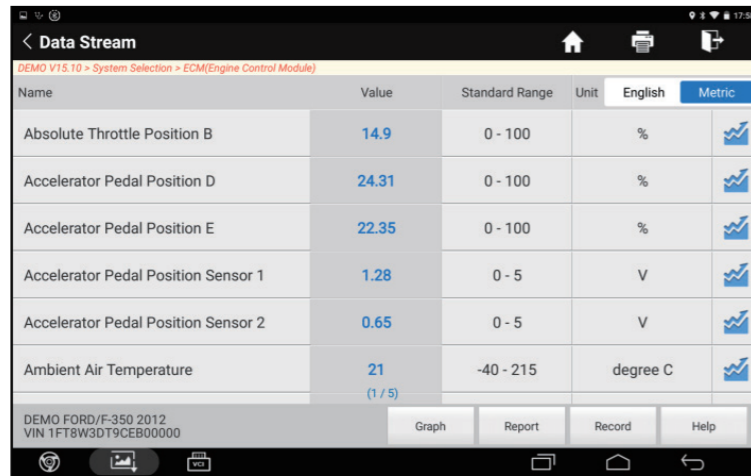 17:5
< Data Stream
DEMO V15.10 > System Selection > ECM(Engine Control Module)
Name Value Standard Range Unit English Metric
Absolute Throttle Position B 14.9 0 - 100 %
Accelerator Pedal Position D 24.31 0 - 100 %
Accelerator Pedal Position E 22.35 0 - 100 %
Accelerator Pedal Position Sensor 1 1.28 0 - 5 V
Accelerator Pedal Position Sensor 2 0.65 0 - 5 V
Ambient Air Temperature 21 -40 - 215 degree C
(1 / 5)
DEMO FORD/F-350 2012
VIN 1FT8W3DT9CEB00000
Graph Report Record Help
VCI